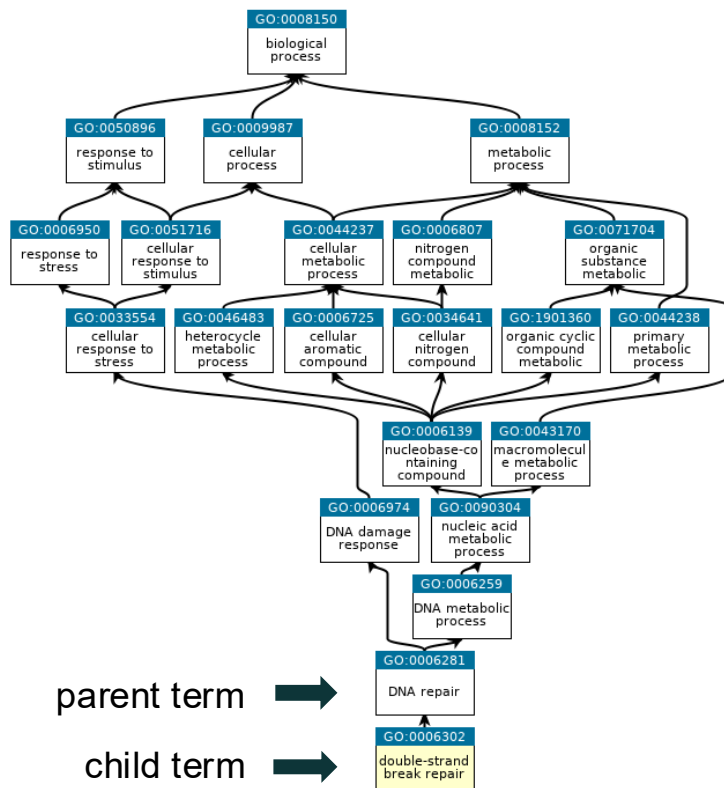 GO:0008150
biological
process
GO:0050896
response to
stimulus
GO:0009987
cellular
process
GO:0008152
metabolic
process
GO:0006950
response to
stress
GO:0051716
cellular
response to
stimulus
GO:0044237
cellular
metabolic
process
GO:0006807
nitrogen
compound
metabolic
GO:0071704
organic
substance
metabolic
GO:0033554
cellular
response to
stress
GO:0046483
heterocycle
metabolic
process
GO:0006725
cellular
aromatic
compound
GO:0034641
cellular
nitrogen
compound
GO:1901360
organic cyclic
compound
metabolic
GO:0044238
primary
metabolic
process
GO:0006139
nucleobase-co
ntaining
compound
GO:0043170
macromolecul
e metabolic
process
GO:0006974
DNA damage
response
GO:0090304
nucleic acid
metabolic
process
GO:0006259
DNA metabolic
process
parent term
GO:0006281
DNA repair
child term
GO:0006302
double-strand
break repair